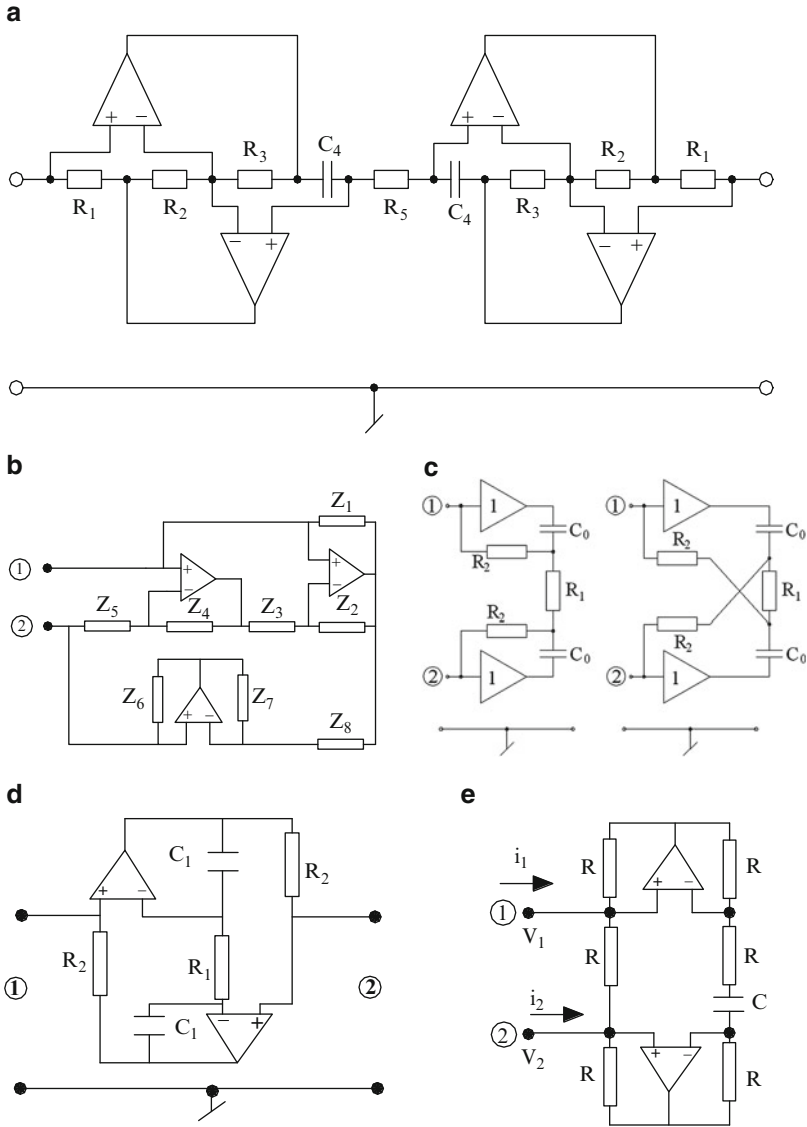 a
+ − + −
R₃ C₄ R₂ R₁
R₁ R₂ R₅ C₄ R₃
− + − +
b
Z₁
①
+ +
− −
② Z₅ Z₄ Z₃ Z₂
Z₆ + − Z₇
Z₈
c
① 1 ① 1
C₀ C₀
R₂ R₂
R₁ R₁
R₂ R₂
② 1 C₀ ② 1 C₀
d
C₁ R₂
+ −
R₂ R₁
① ②
C₁ − +
e
i₁ R R
① + −
V₁
R R
i₂ C
② + −
V₂
R R